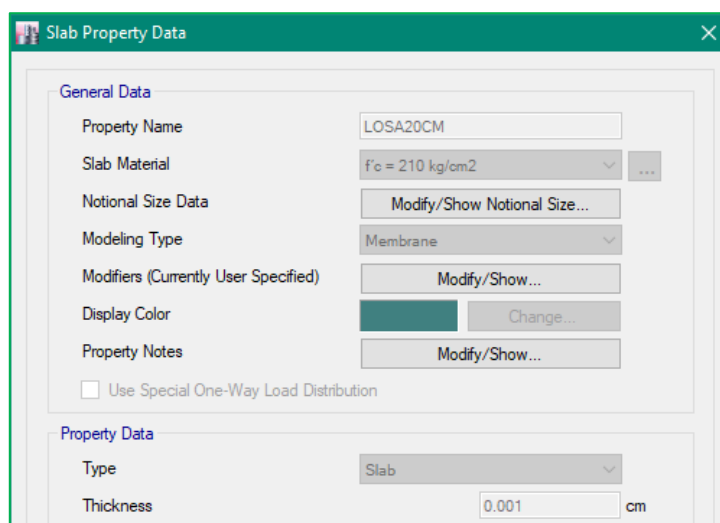 Slab Property Data
General Data
Property Name LOSA20CM
Slab Material f'c = 210 kg/cm2 ...
Notional Size Data Modify/Show Notional Size...
Modeling Type Membrane
Modifiers (Currently User Specified) Modify/Show...
Display Color Change...
Property Notes Modify/Show...
Use Special One-Way Load Distribution
Property Data
Type Slab
Thickness 0.001 cm